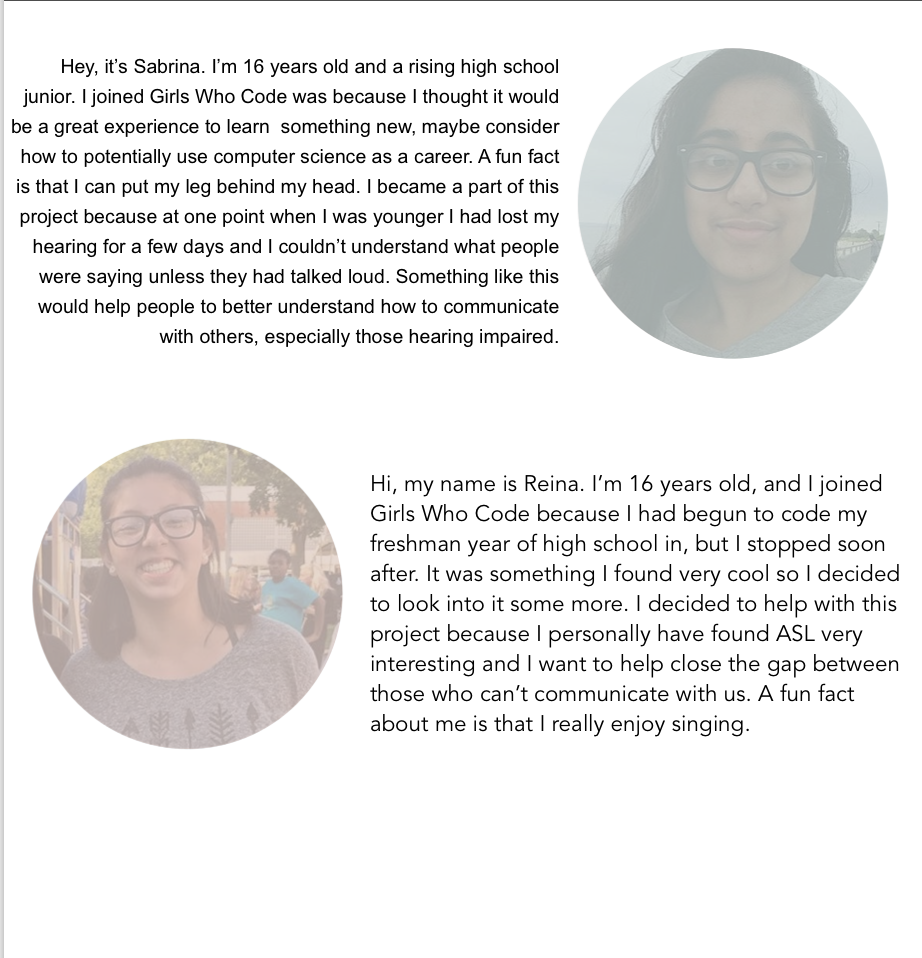 Hey, it's Sabrina. I'm 16 years old and a rising high school
junior. I joined Girls Who Code was because I thought it would
be a great experience to learn  something new, maybe consider
how to potentially use computer science as a career. A fun fact
is that I can put my leg behind my head. I became a part of this
project because at one point when I was younger I had lost my
hearing for a few days and I couldn't understand what people
were saying unless they had talked loud. Something like this
would help people to better understand how to communicate
with others, especially those hearing impaired.
Hi, my name is Reina. I'm 16 years old, and I joined
Girls Who Code because I had begun to code my
freshman year of high school in, but I stopped soon
after. It was something I found very cool so I decided
to look into it some more. I decided to help with this
project because I personally have found ASL very
interesting and I want to help close the gap between
those who can't communicate with us. A fun fact
about me is that I really enjoy singing.